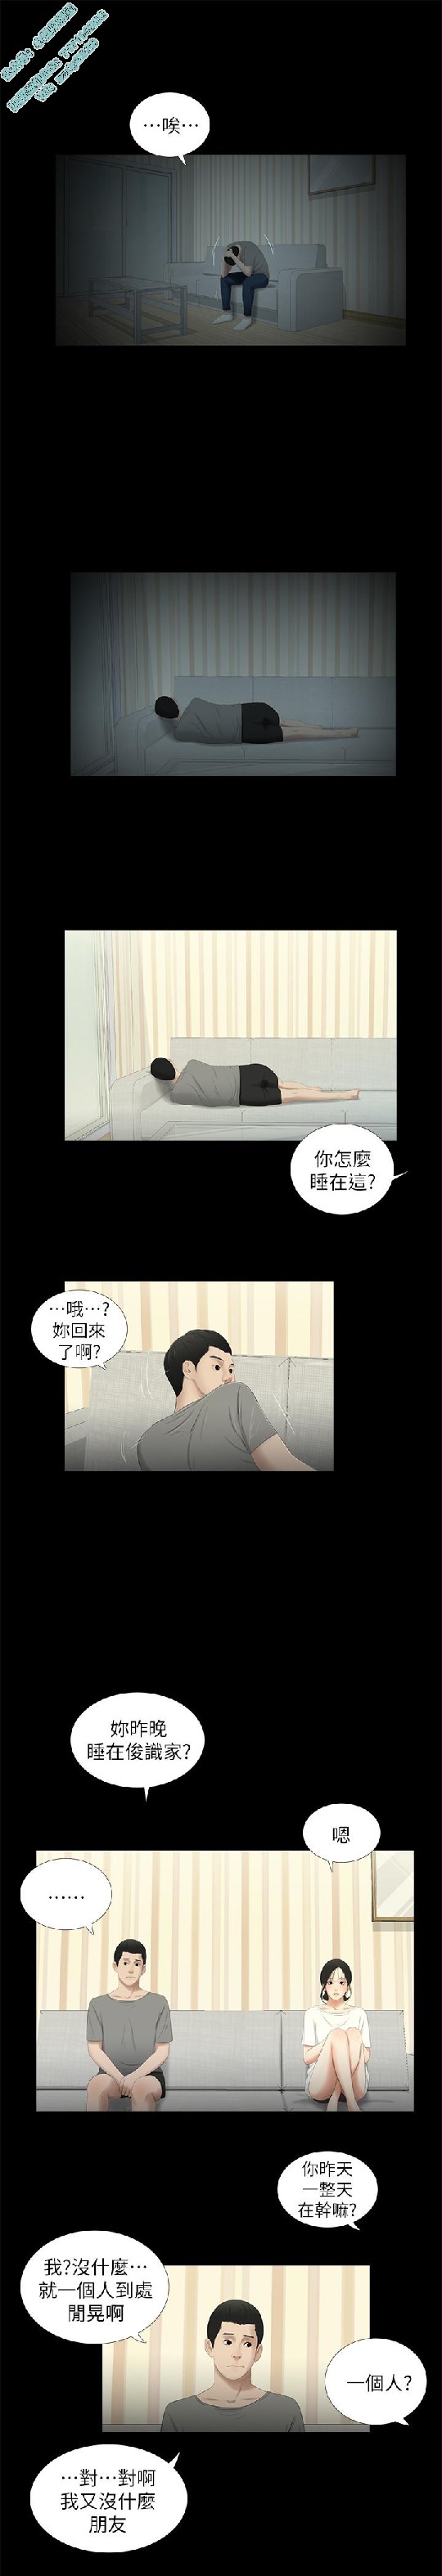 …唉…
你怎麼
睡在這?
…哦…?
妳回來
了啊?
妳昨晚
睡在俊識家?
嗯
……
你昨天
一整天
在幹嘛?
我?沒什麼…
就一個人到處
閒晃啊
一個人?
…對…對啊
我又沒什麼
朋友